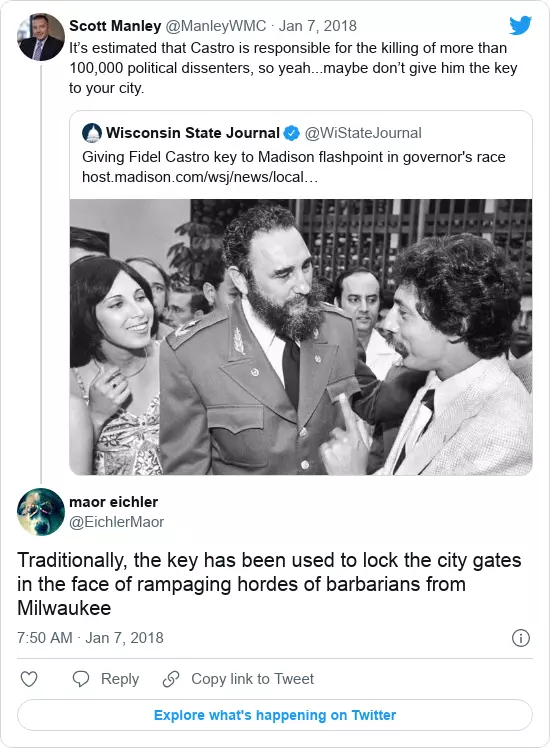 Scott Manley @ManleyWMC · Jan 7, 2018
It’s estimated that Castro is responsible for the killing of more than
100,000 political dissenters, so yeah...maybe don’t give him the key
to your city.
Wisconsin State Journal @WiStateJournal
Giving Fidel Castro key to Madison flashpoint in governor's race
host.madison.com/wsj/news/local…
maor eichler
@EichlerMaor
Traditionally, the key has been used to lock the city gates
in the face of rampaging hordes of barbarians from
Milwaukee
7:50 AM · Jan 7, 2018
Reply Copy link to Tweet
Explore what's happening on Twitter